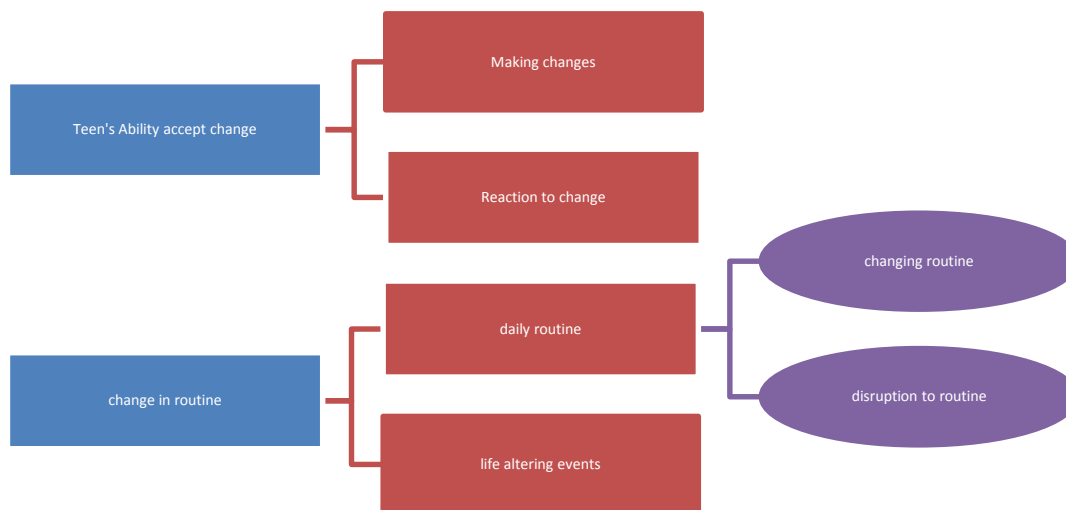 Making changes
Teen's Ability accept change
Reaction to change
changing routine
daily routine
disruption to routine
change in routine
life altering events